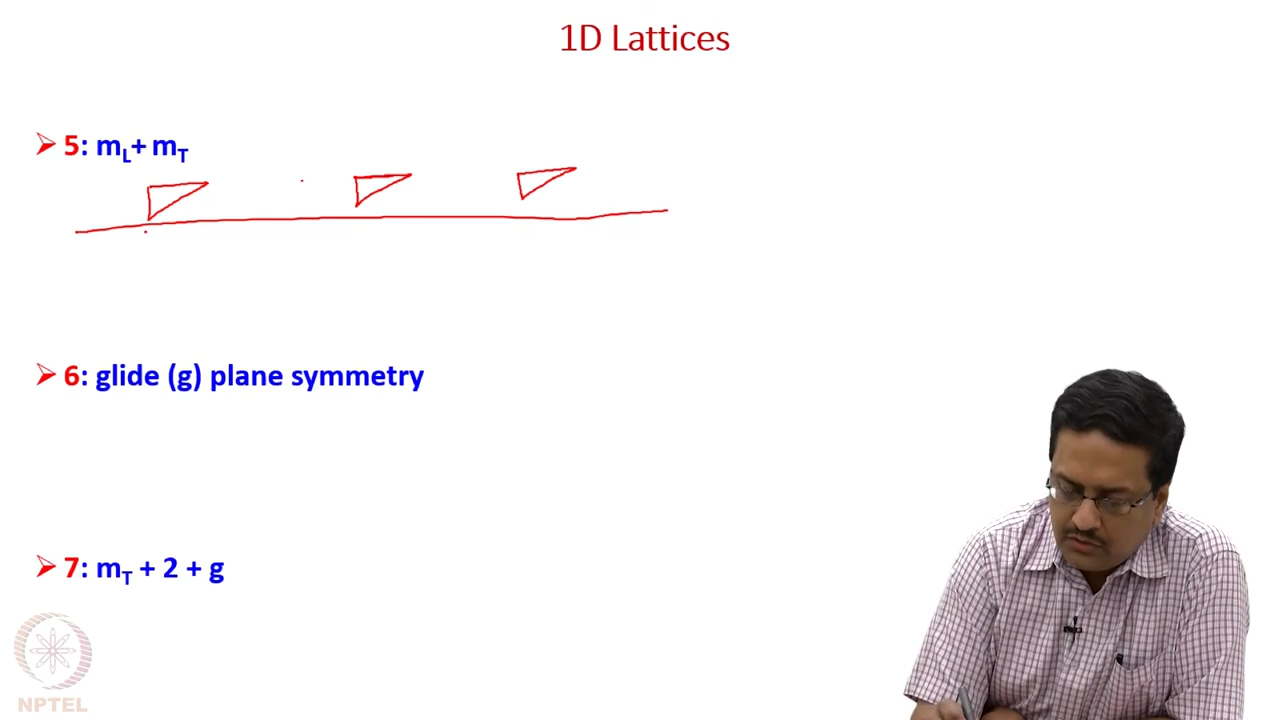 1D Lattices
➢ 5: mL+ mT
➢ 6: glide (g) plane symmetry
➢ 7: mT + 2 + g
NPTEL